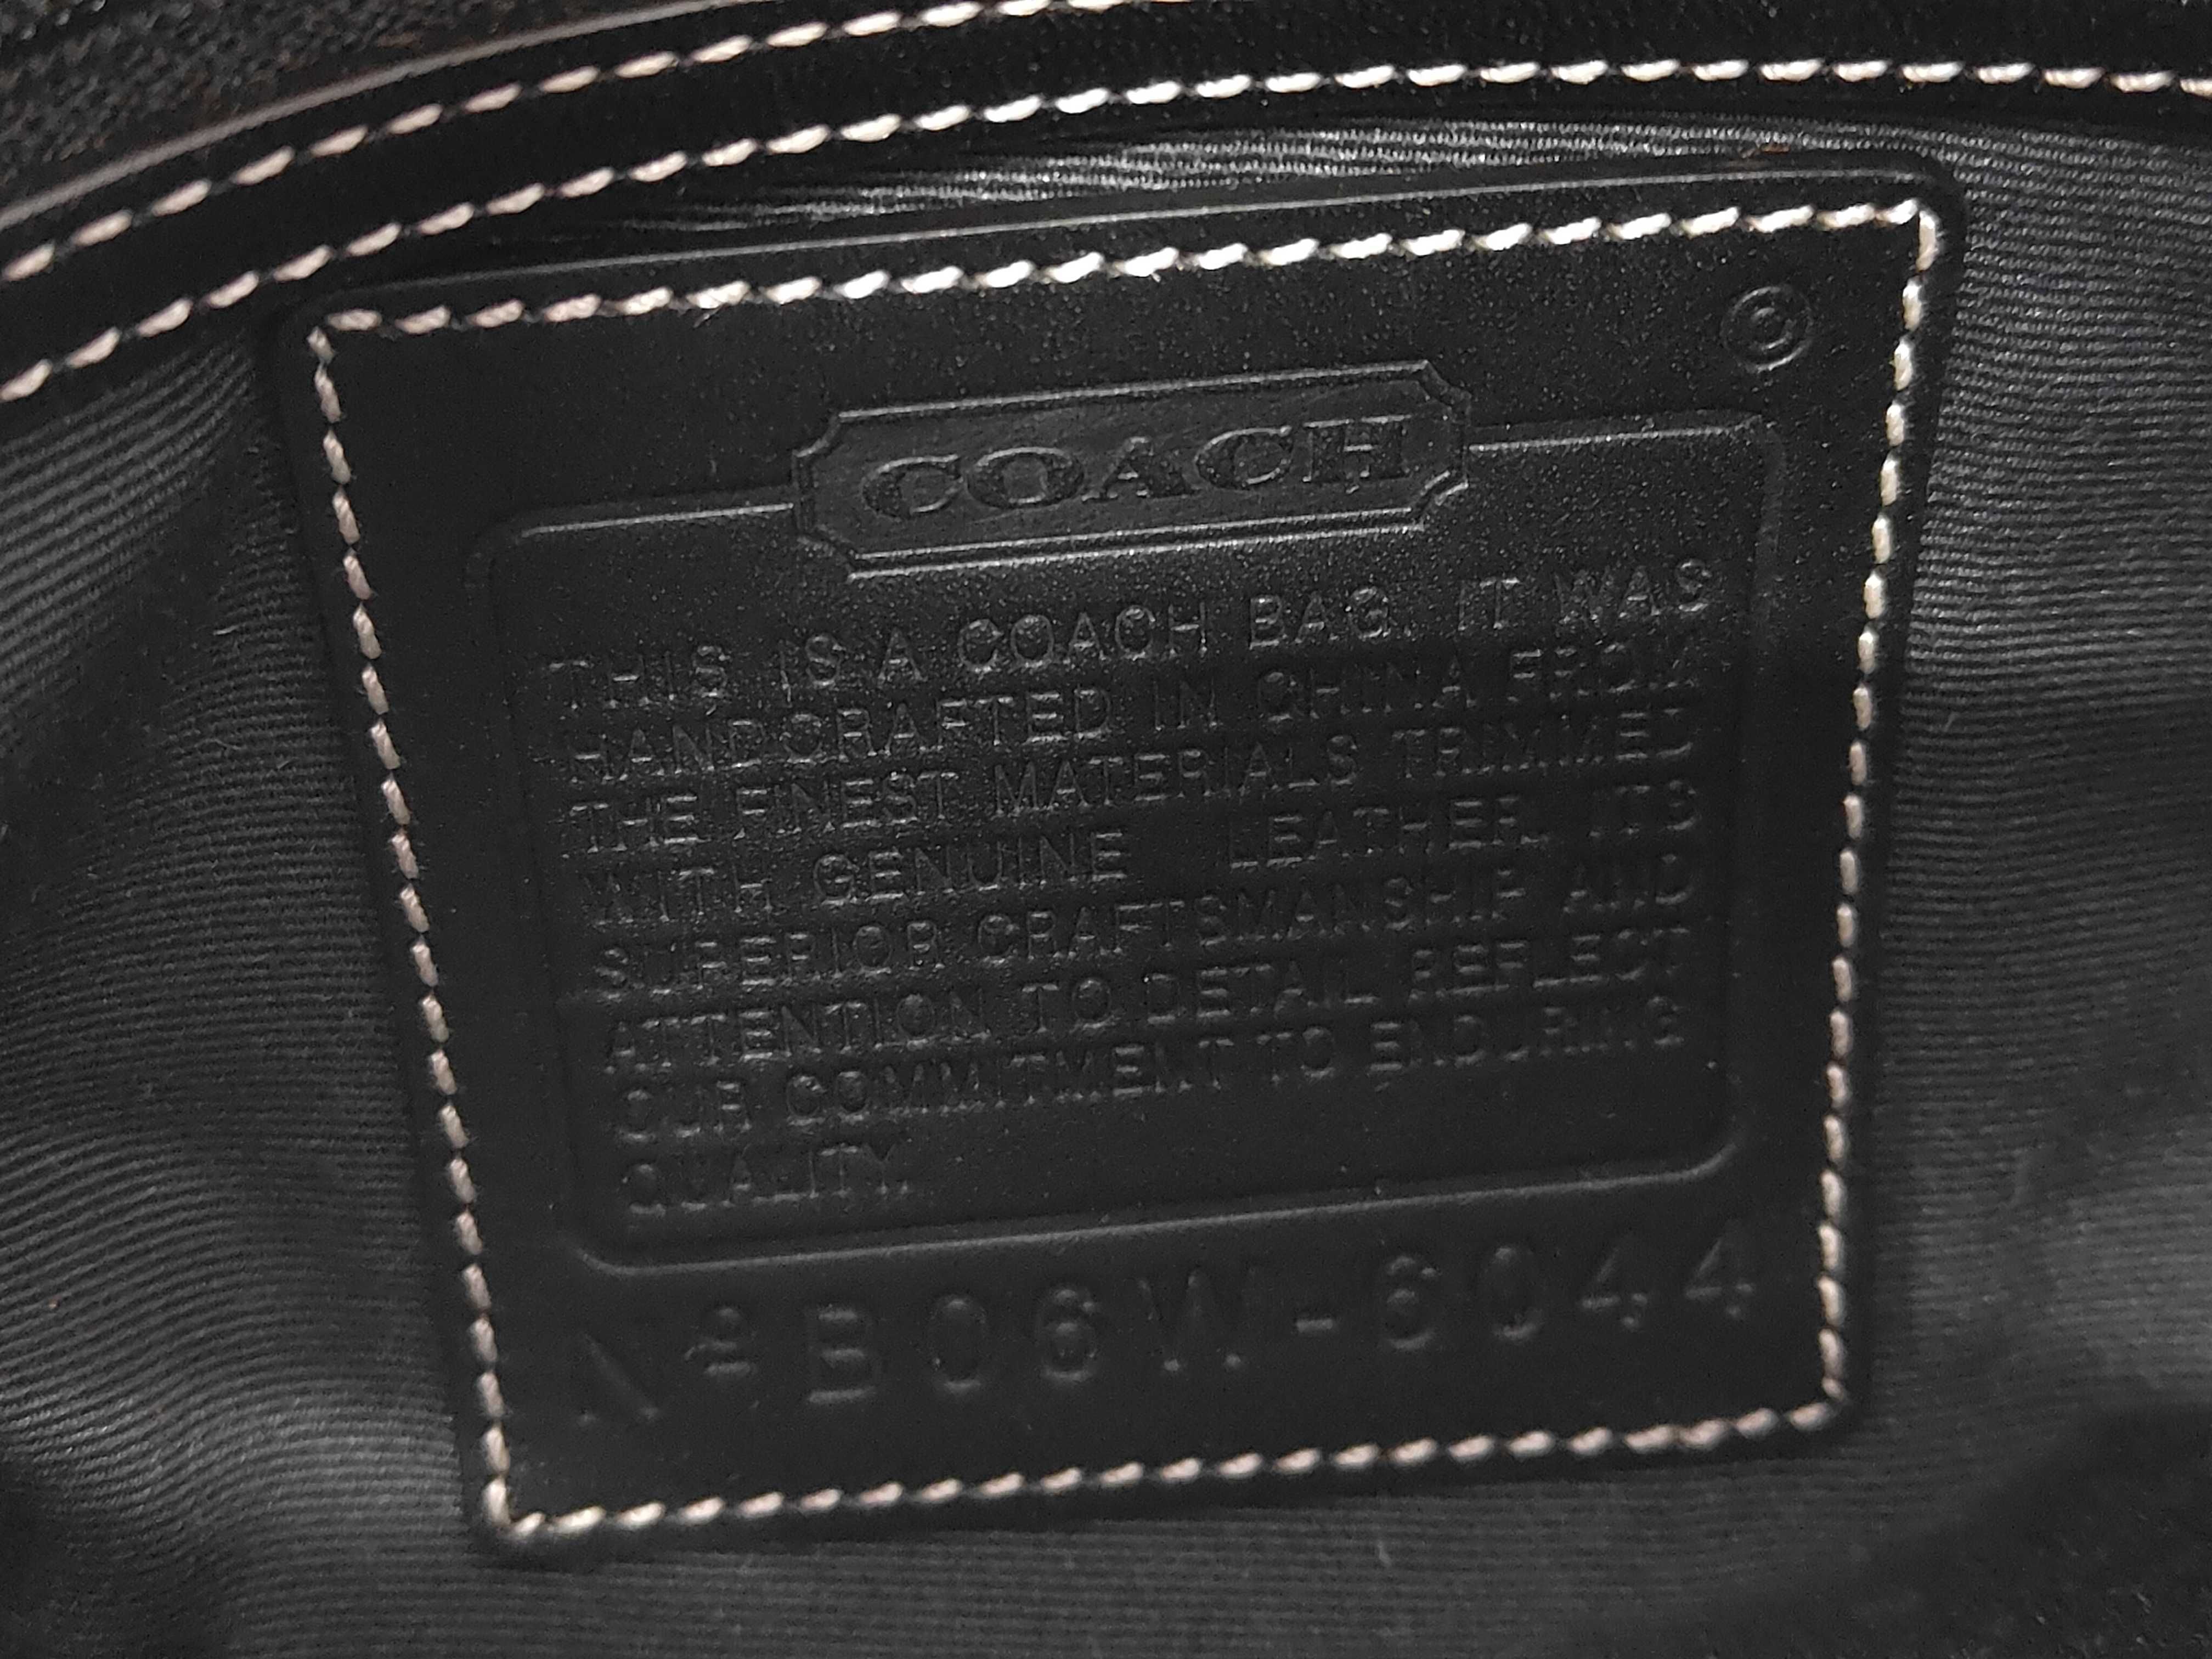 ©
COACH
THIS IS A COACH BAG. IT WAS
HANDCRAFTED IN CHINA FROM
THE FINEST MATERIALS TRIMMED
WITH GENUINE LEATHER. ITS
SUPERIOR CRAFTSMANSHIP AND
ATTENTION TO DETAIL REFLECT
OUR COMMITMENT TO ENDURING
QUALITY.
Nº B06W-6044